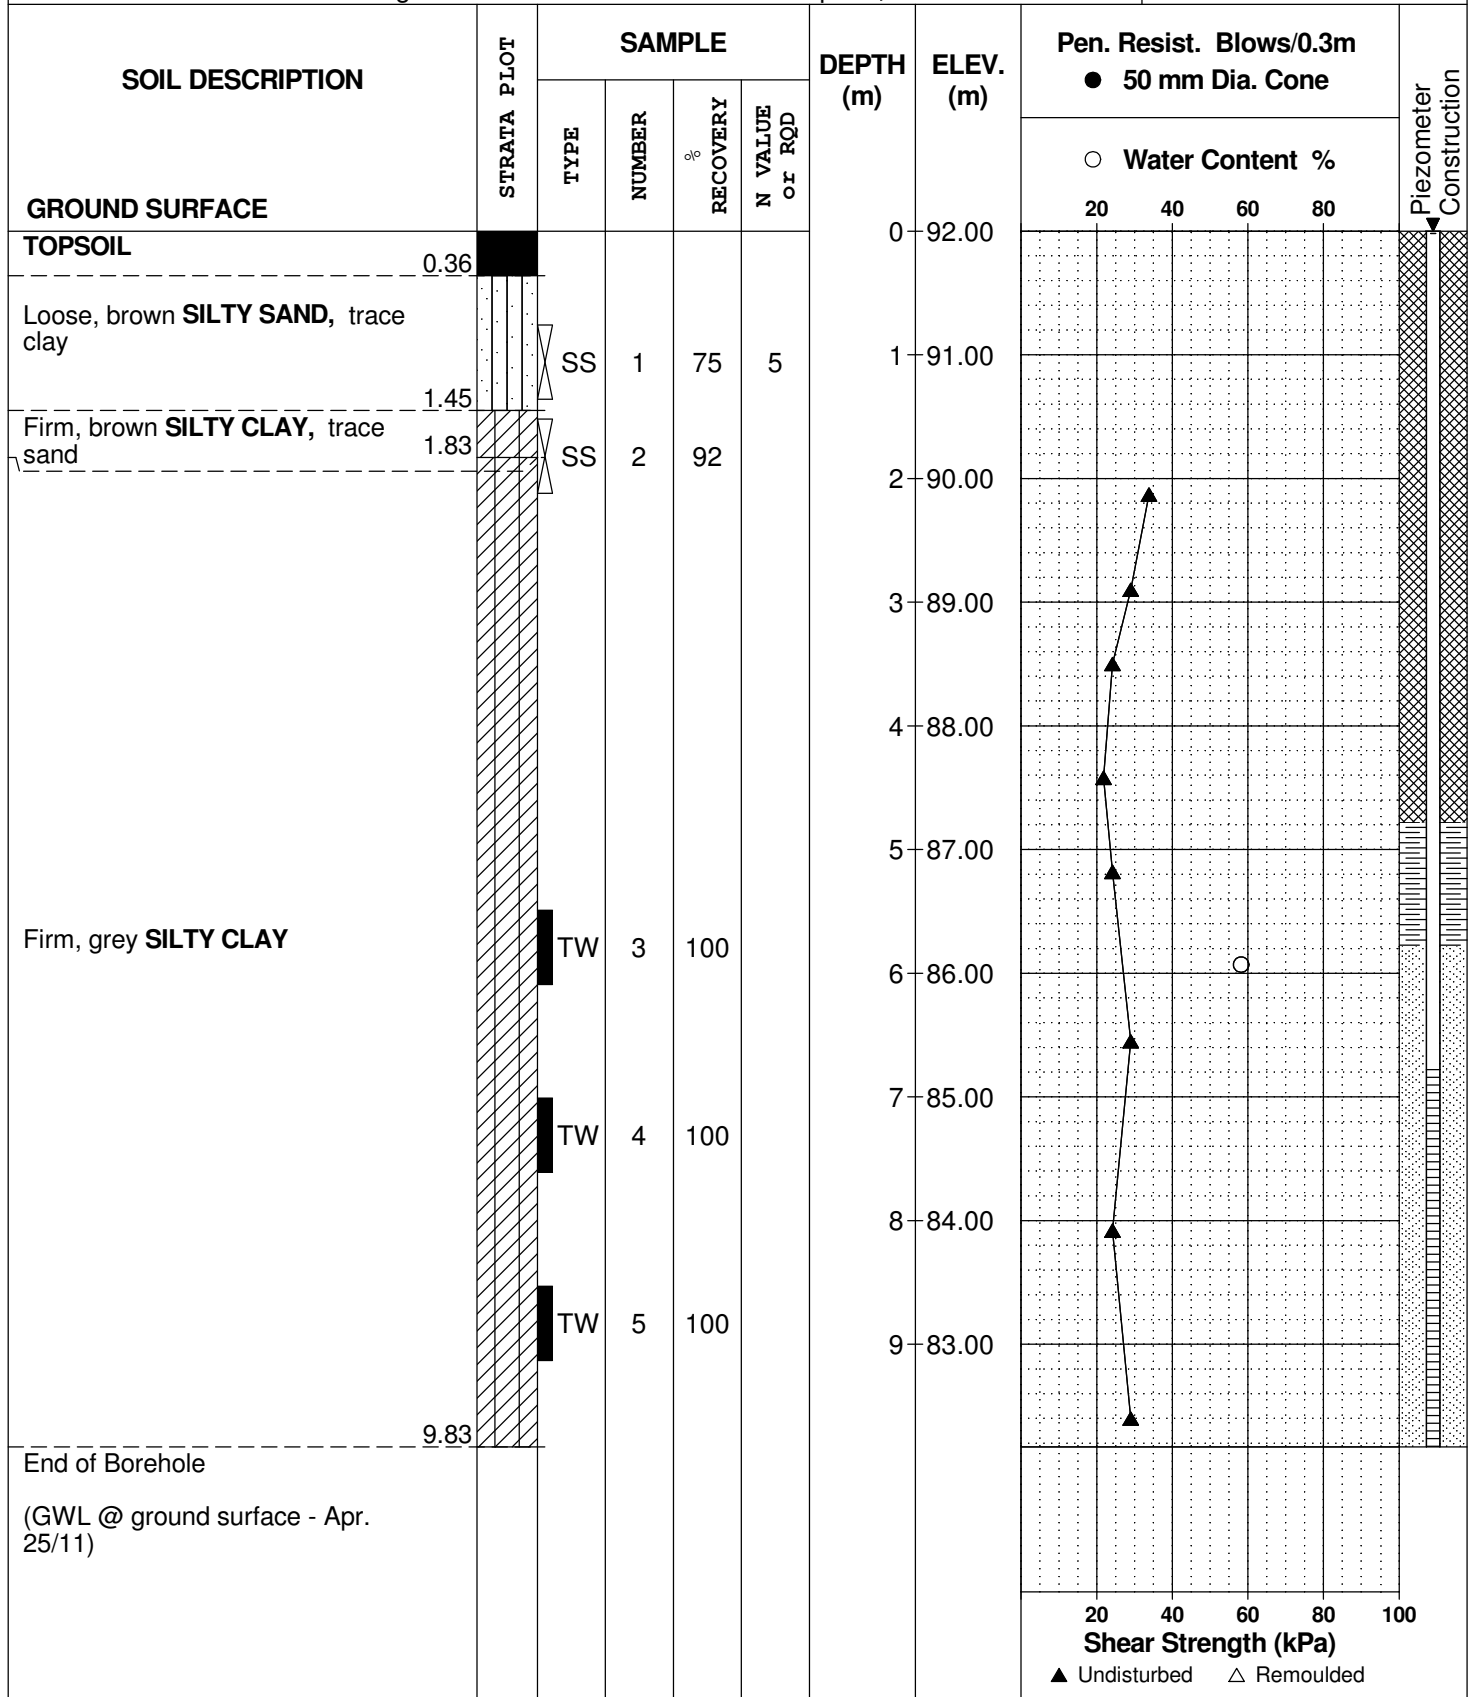 SOIL DESCRIPTION
GROUND SURFACE
STRATA PLOT
SAMPLE
TYPE
NUMBER
% RECOVERY
N VALUE or RQD
DEPTH (m)
ELEV. (m)
Pen. Resist. Blows/0.3m
● 50 mm Dia. Cone
○ Water Content %
20 40 60 80
Piezometer Construction
TOPSOIL
0.36
0 92.00
Loose, brown SILTY SAND, trace
clay
SS 1 75 5
1 91.00
1.45
Firm, brown SILTY CLAY, trace
sand
1.83
SS 2 92
2 90.00
3 89.00
4 88.00
5 87.00
Firm, grey SILTY CLAY
TW 3 100
6 86.00
7 85.00
TW 4 100
8 84.00
TW 5 100
9 83.00
9.83
End of Borehole
(GWL @ ground surface - Apr.
25/11)
20 40 60 80 100
Shear Strength (kPa)
▲ Undisturbed △ Remoulded